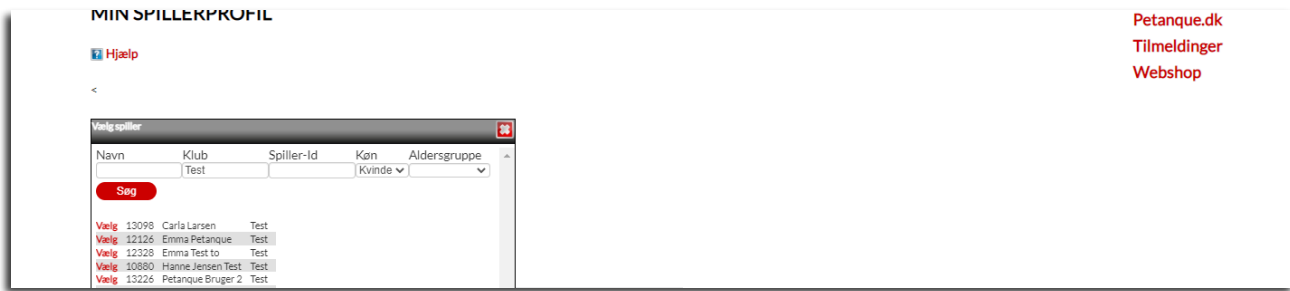 MIN SPILLERPROFIL
Hjælp
<
Vælg spiller
Navn Klub Spiller-Id Køn Aldersgruppe
Test Kvinde
Søg
Vælg 13098 Carla Larsen Test
Vælg 12126 Emma Petanque Test
Vælg 12328 Emma Test to Test
Vælg 10880 Hanne Jensen Test Test
Vælg 13226 Petanque Bruger 2 Test
Petanque.dk
Tilmeldinger
Webshop